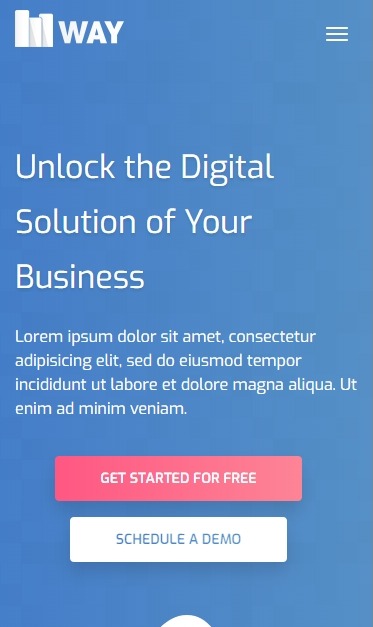 WAY
Unlock the Digital
Solution of Your
Business
Lorem ipsum dolor sit amet, consectetur
adipisicing elit, sed do eiusmod tempor
incididunt ut labore et dolore magna aliqua. Ut
enim ad minim veniam.
GET STARTED FOR FREE
SCHEDULE A DEMO